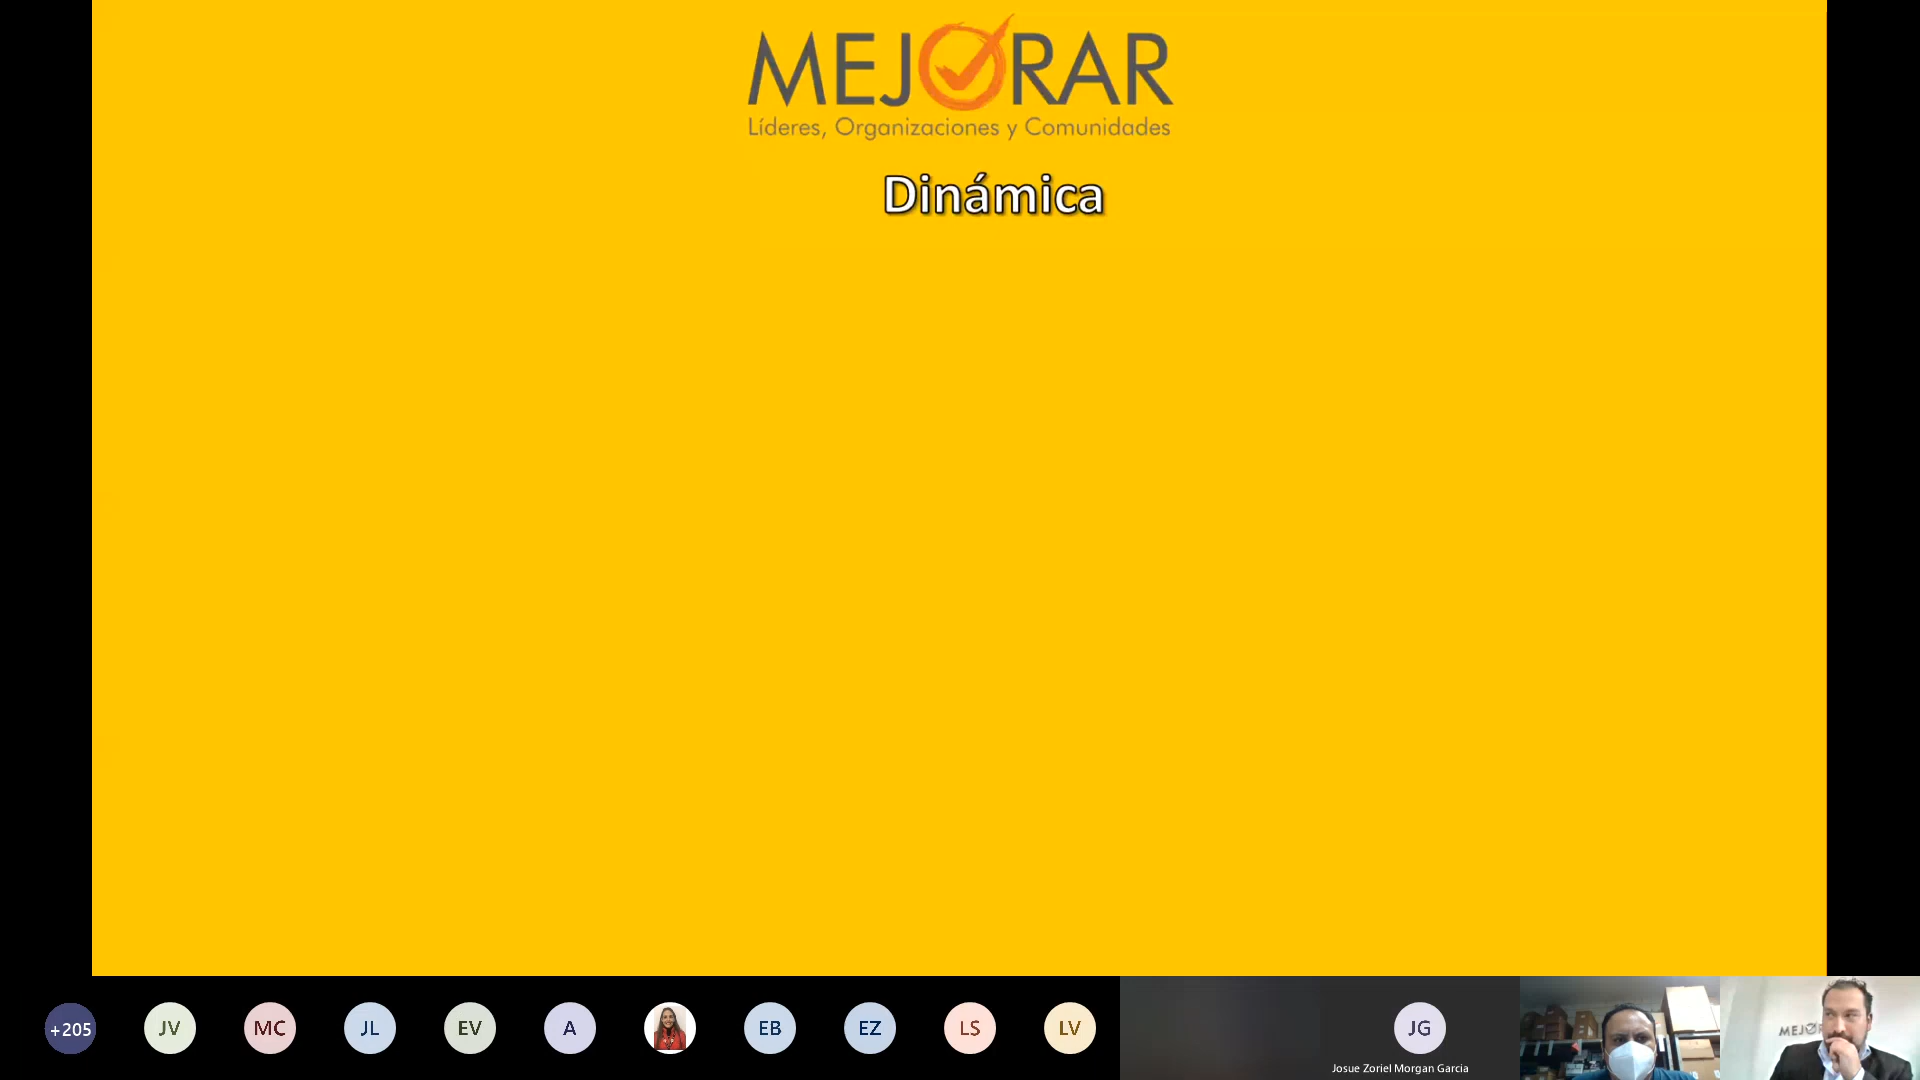 MEJORAR
Líderes, Organizaciones y Comunidades
Dinámica
+205
JV
MC
JL
EV
A
EB
EZ
LS
LV
JG
Josue Zoriel Morgan Garcia